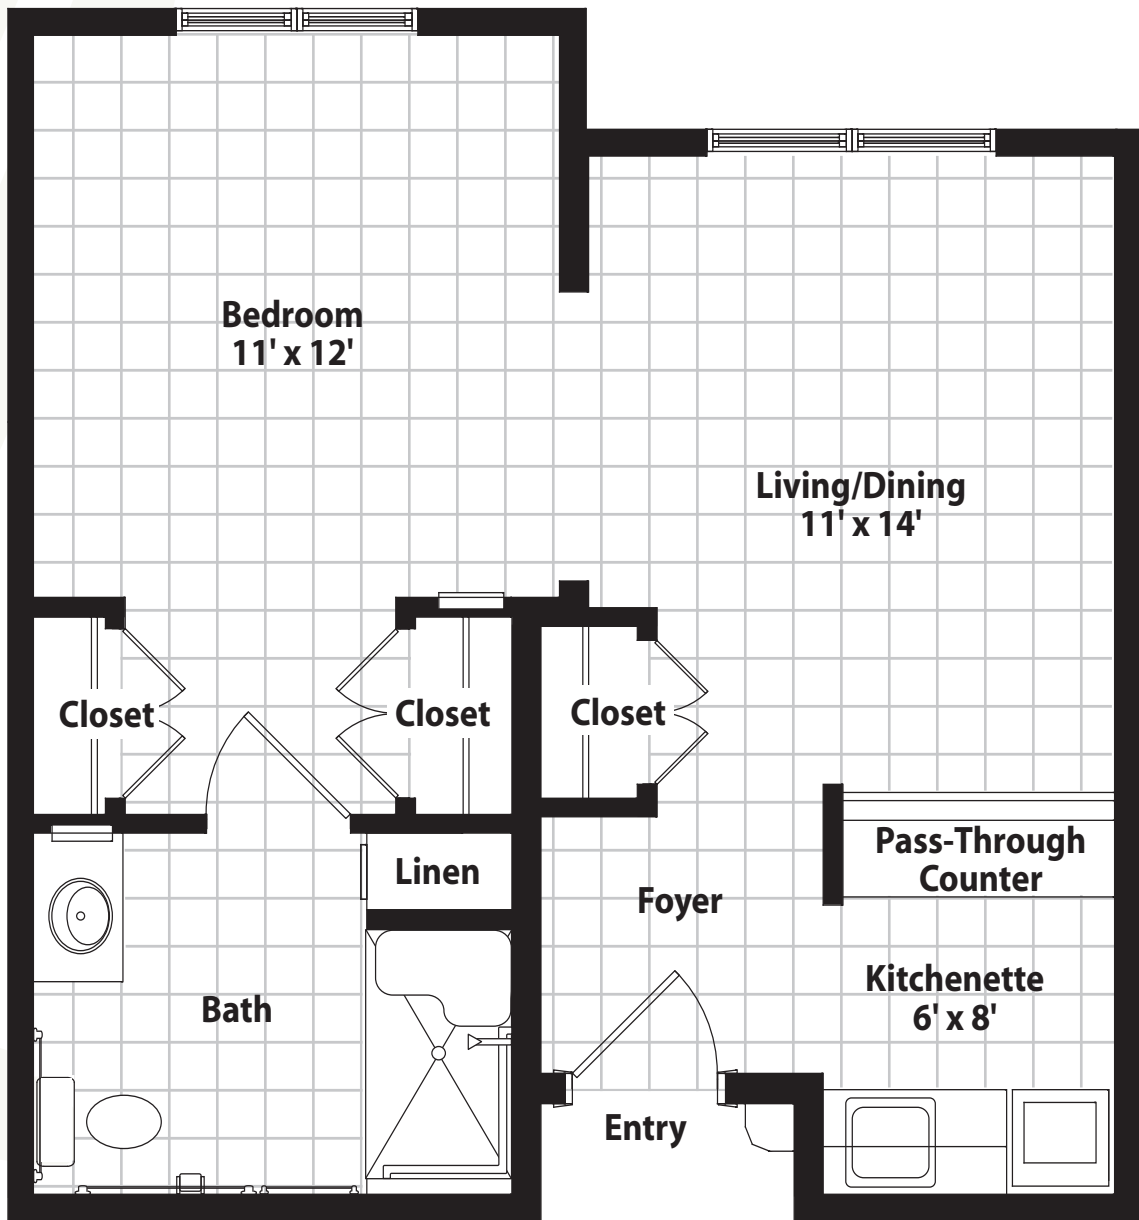 Bedroom
11' x 12'
Living/Dining
11' x 14'
Closet
Closet
Closet
Pass-Through
Counter
Linen
Foyer
Kitchenette
6' x 8'
Bath
Entry